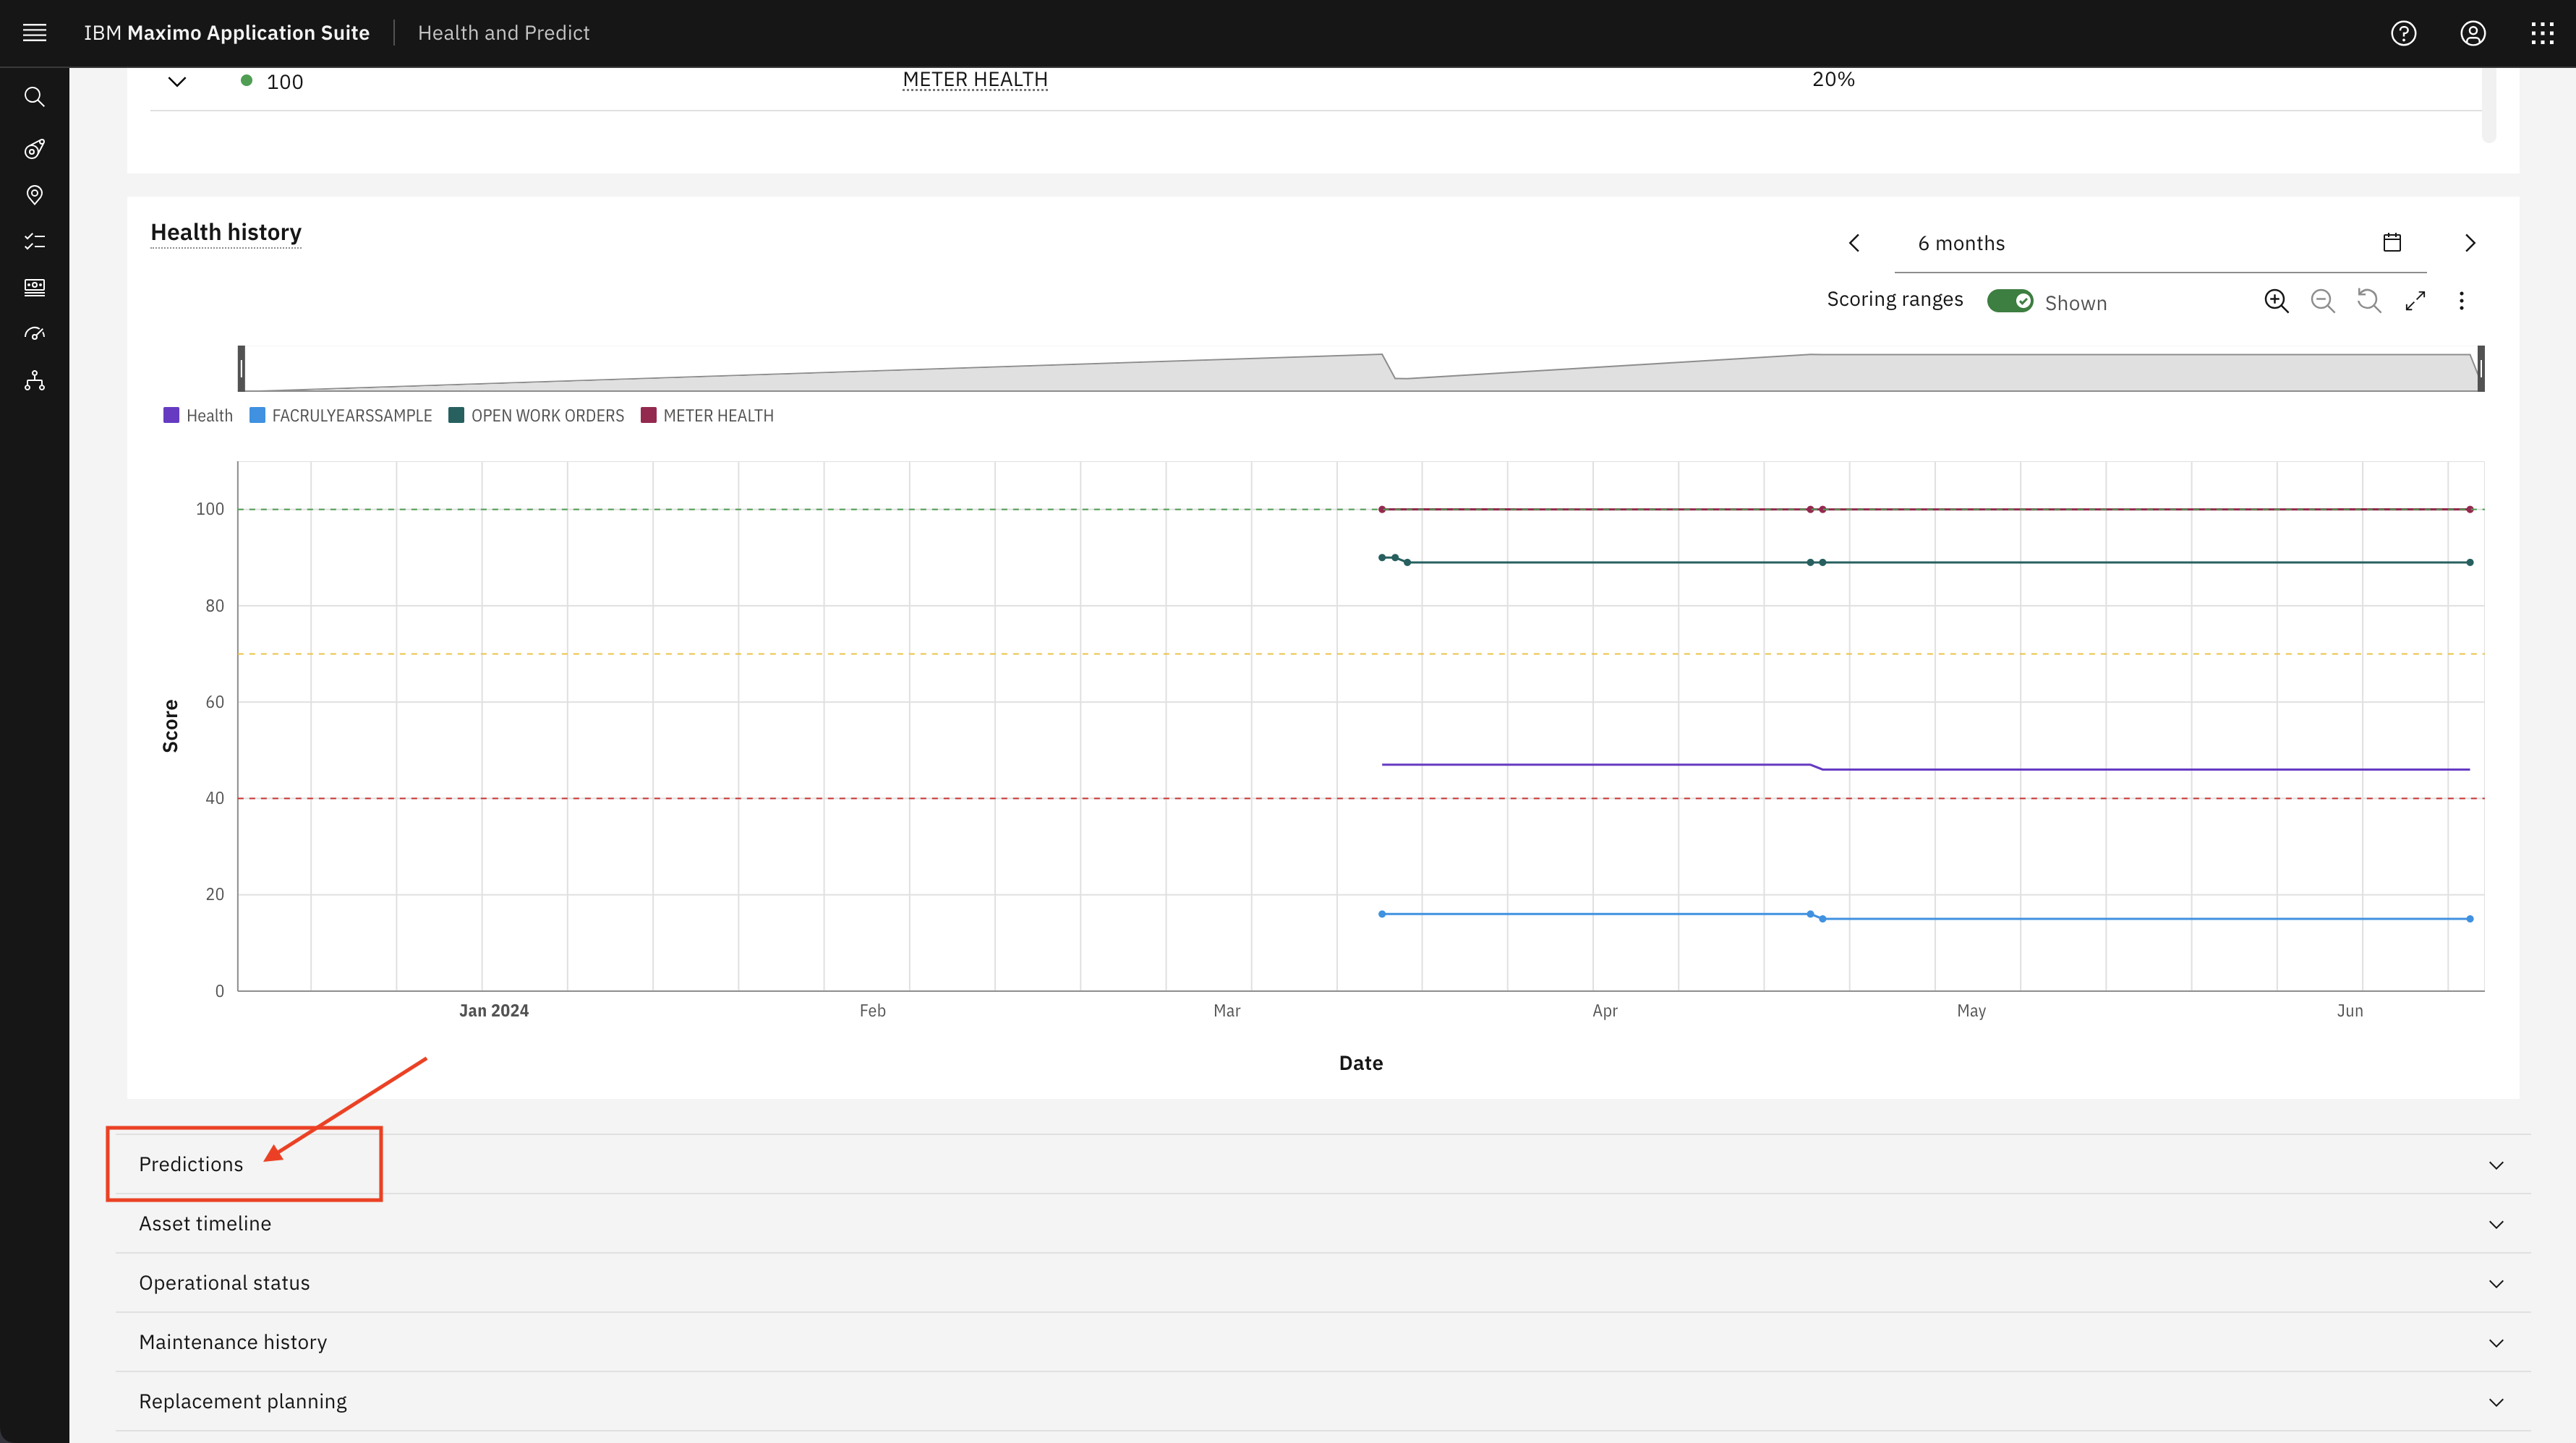 IBM Maximo Application Suite
Health and Predict
100
METER HEALTH
20%
Health history
6 months
Scoring ranges
Shown
Health
FACRULYEARSSAMPLE
OPEN WORK ORDERS
METER HEALTH
100
80
60
40
20
0
Score
Jan 2024
Feb
Mar
Apr
May
Jun
Date
Predictions
Asset timeline
Operational status
Maintenance history
Replacement planning